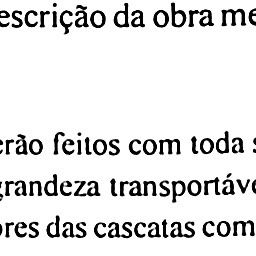 escrição da obra me
erão feitos com toda s
grandeza transportáve
ores das cascatas com